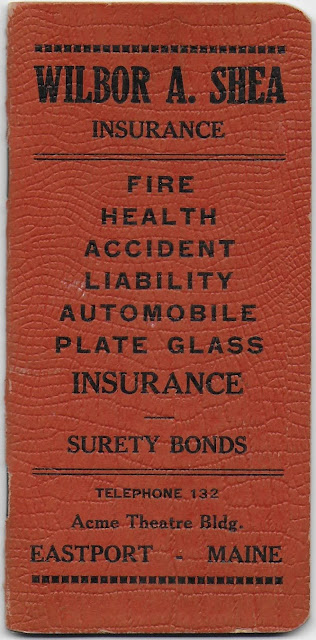 WILBOR A. SHEA
INSURANCE
FIRE
HEALTH
ACCIDENT
LIABILITY
AUTOMOBILE
PLATE GLASS
INSURANCE
SURETY BONDS
TELEPHONE 132
Acme Theatre Bldg.
EASTPORT - MAINE